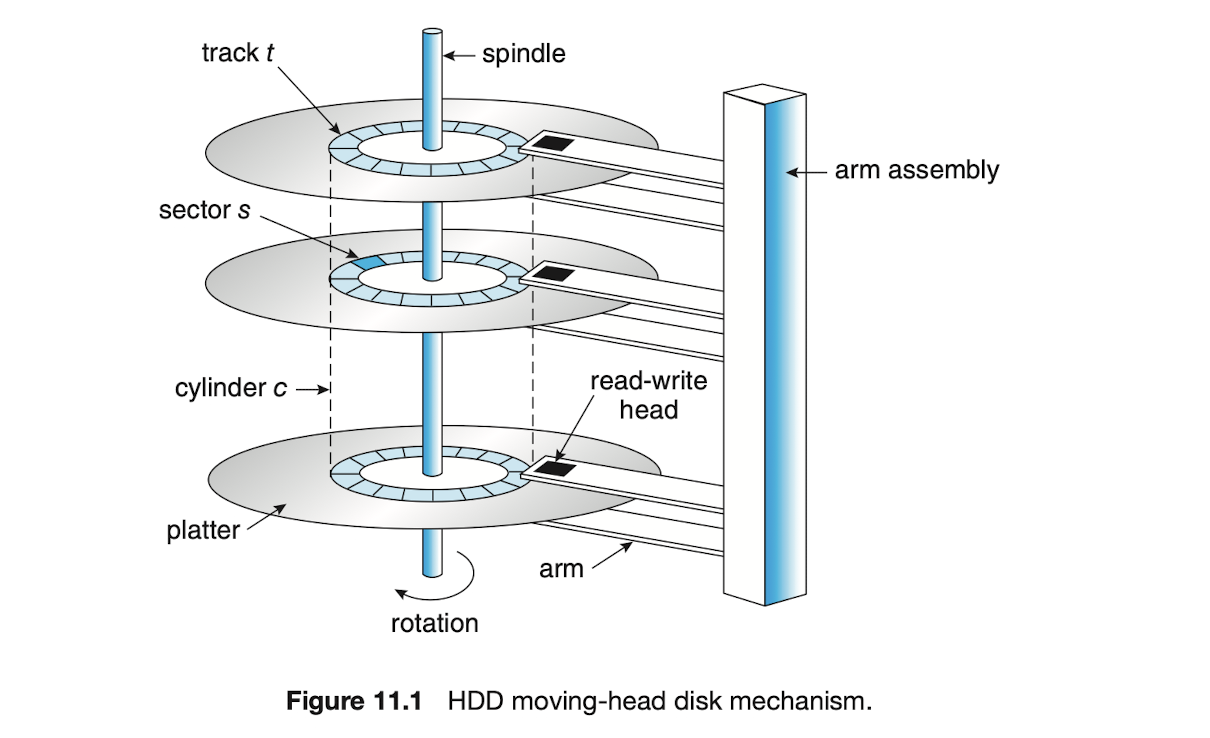 track t
spindle
arm assembly
sector s
cylinder c
read-write
head
platter
arm
rotation
Figure 11.1 HDD moving-head disk mechanism.